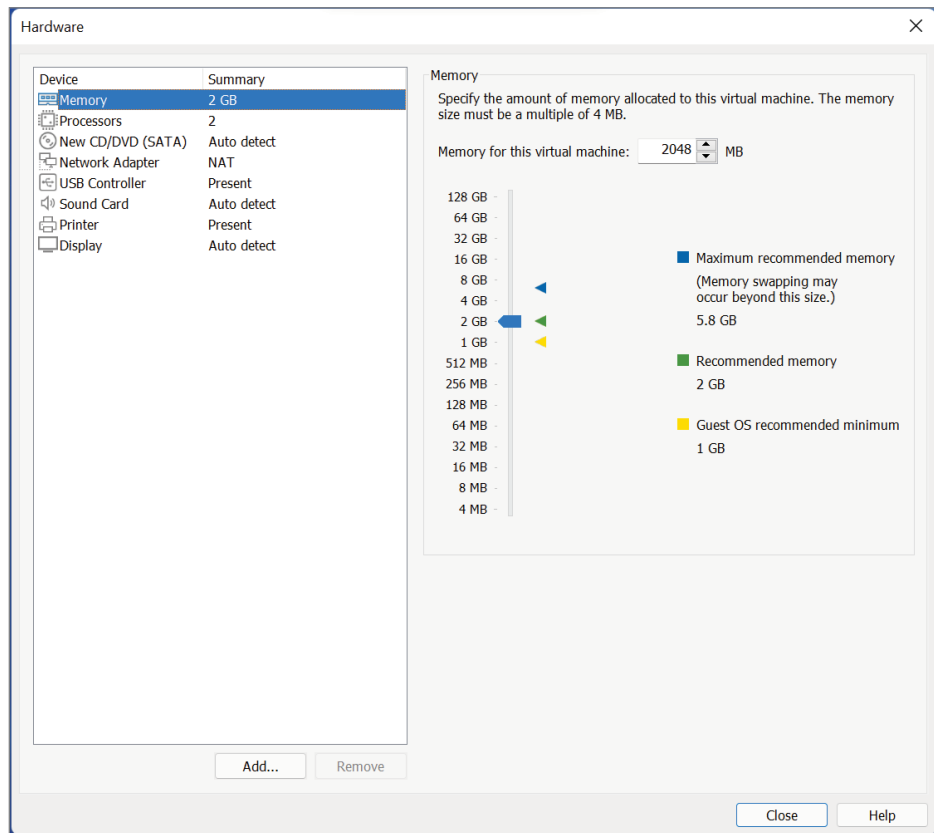 Hardware
Device Summary
Memory 2 GB
Processors 2
New CD/DVD (SATA) Auto detect
Network Adapter NAT
USB Controller Present
Sound Card Auto detect
Printer Present
Display Auto detect
Add...
Remove
Memory
Specify the amount of memory allocated to this virtual machine. The memory
size must be a multiple of 4 MB.
Memory for this virtual machine: 2048 MB
128 GB
64 GB
32 GB
16 GB
8 GB
4 GB
2 GB
1 GB
512 MB
256 MB
128 MB
64 MB
32 MB
16 MB
8 MB
4 MB
Maximum recommended memory
(Memory swapping may
occur beyond this size.)
5.8 GB
Recommended memory
2 GB
Guest OS recommended minimum
1 GB
Close
Help